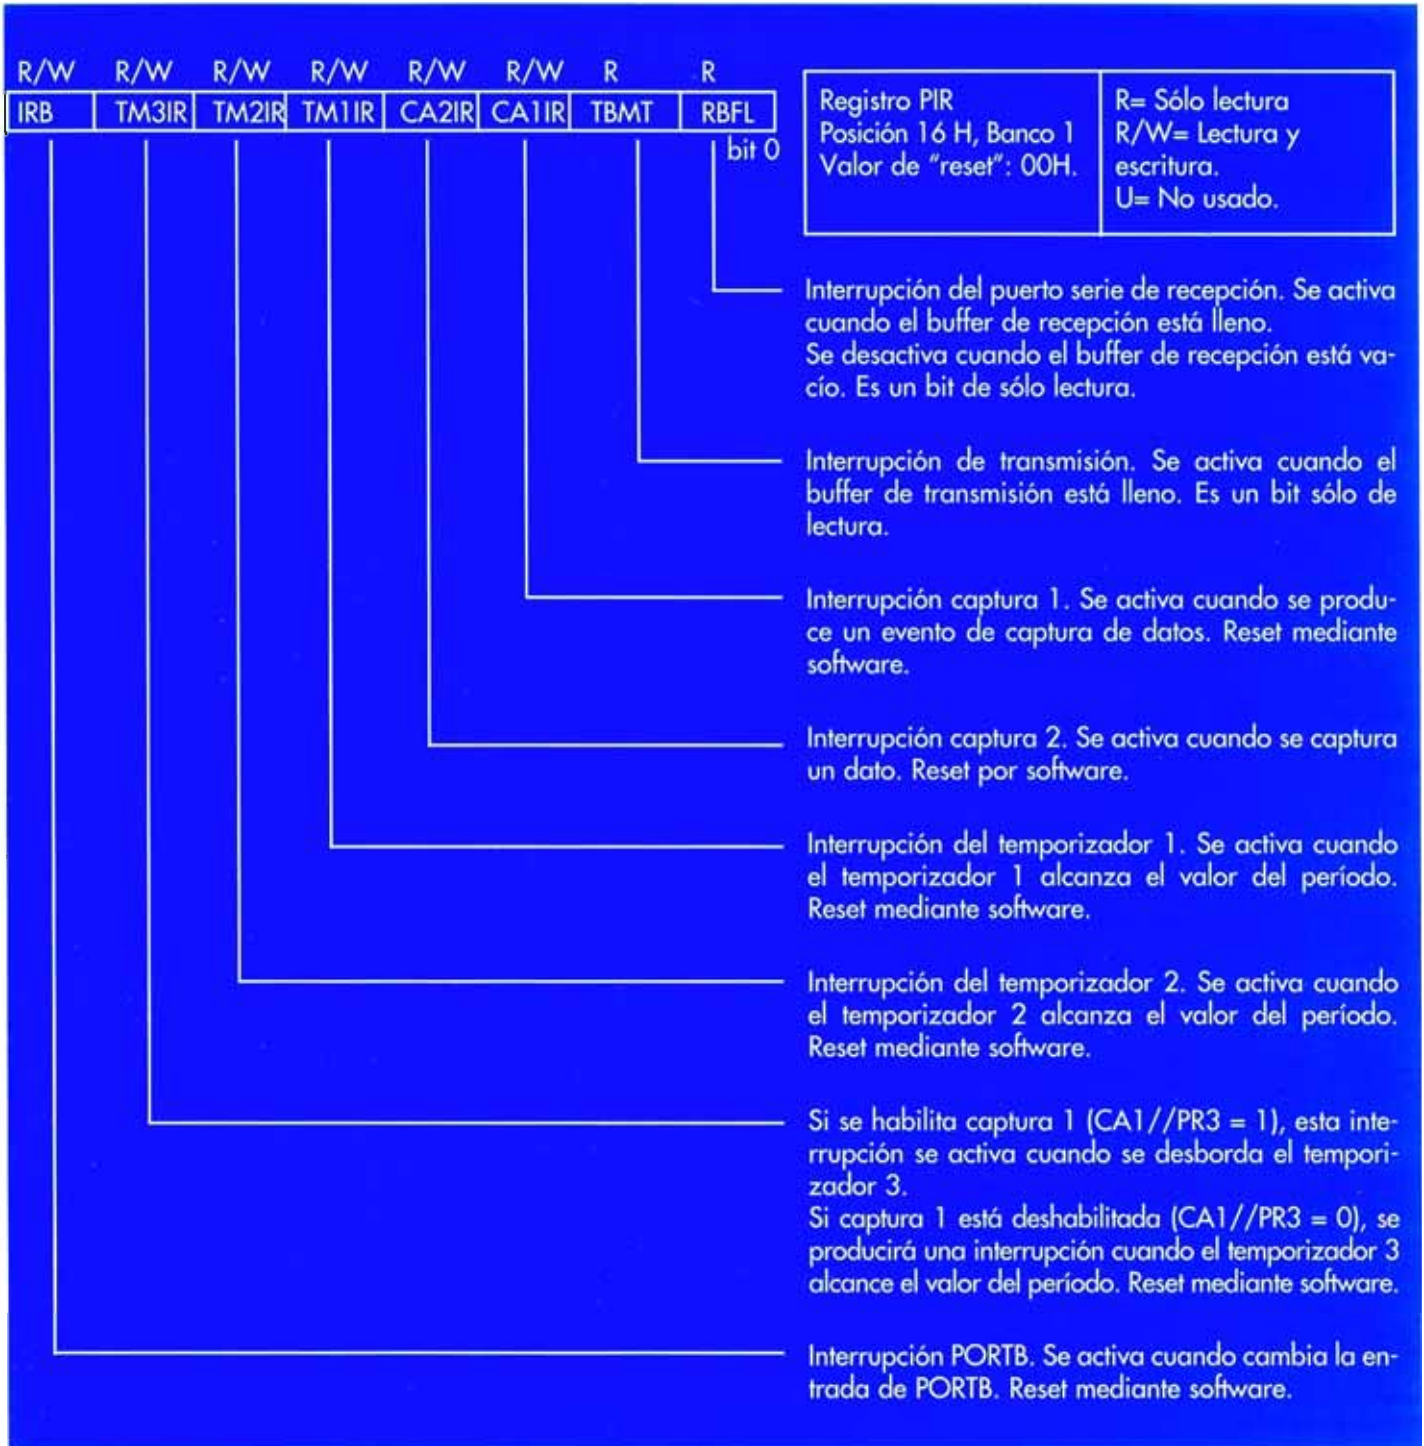 R/W R/W R/W R/W R/W R/W R R
IRB TM3IR TM2IR TM1IR CA2IR CA1IR TBMT RBFL
bit 0
Registro PIR
Posición 16 H, Banco 1
Valor de "reset": 00H.
R= Sólo lectura
R/W= Lectura y
escritura.
U= No usado.
Interrupción del puerto serie de recepción. Se activa
cuando el buffer de recepción está lleno.
Se desactiva cuando el buffer de recepción está va-
cío. Es un bit de sólo lectura.
Interrupción de transmisión. Se activa cuando el
buffer de transmisión está lleno. Es un bit sólo de
lectura.
Interrupción captura 1. Se activa cuando se produ-
ce un evento de captura de datos. Reset mediante
software.
Interrupción captura 2. Se activa cuando se captura
un dato. Reset por software.
Interrupción del temporizador 1. Se activa cuando
el temporizador 1 alcanza el valor del período.
Reset mediante software.
Interrupción del temporizador 2. Se activa cuando
el temporizador 2 alcanza el valor del período.
Reset mediante software.
Si se habilita captura 1 (CA1//PR3 = 1), esta inte-
rrupción se activa cuando se desborda el tempori-
zador 3.
Si captura 1 está deshabilitada (CA1//PR3 = 0), se
producirá una interrupción cuando el temporizador 3
alcance el valor del período. Reset mediante software.
Interrupción PORTB. Se activa cuando cambia la en-
trada de PORTB. Reset mediante software.